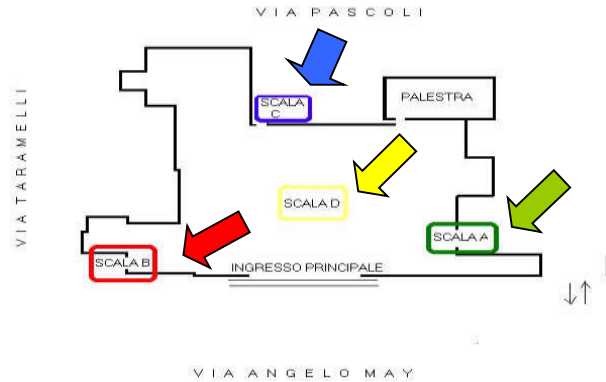 VIA PASCOLI
VIA TARAMELLI
SCALA
C
PALESTRA
SCALA D
SCALA A
SCALA B
INGRESSO PRINCIPALE
VIA ANGELO MAY